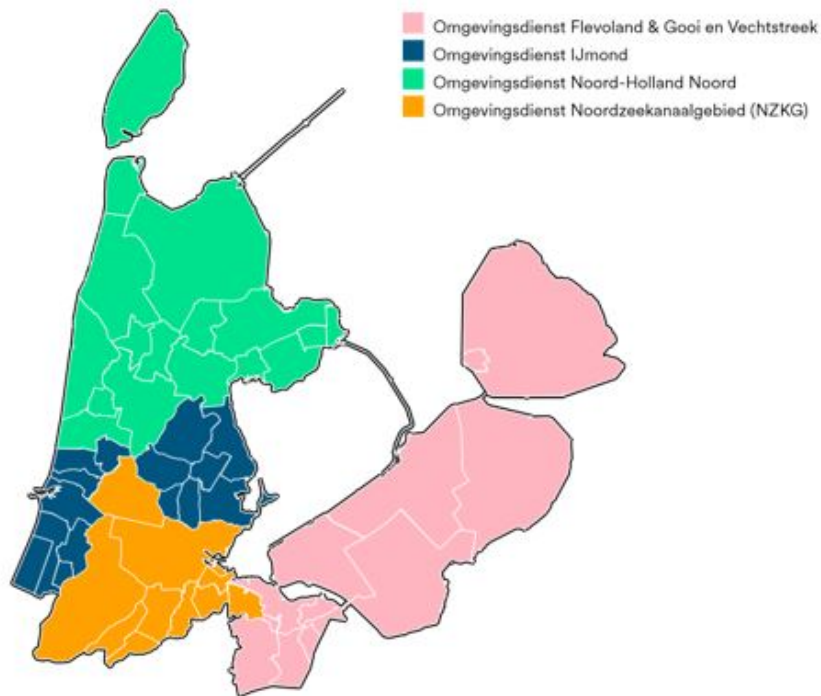 Omgevingsdienst Flevoland & Gooi en Vechtstreek
Omgevingsdienst IJmond
Omgevingsdienst Noord-Holland Noord
Omgevingsdienst Noordzeekanaalgebied (NZKG)